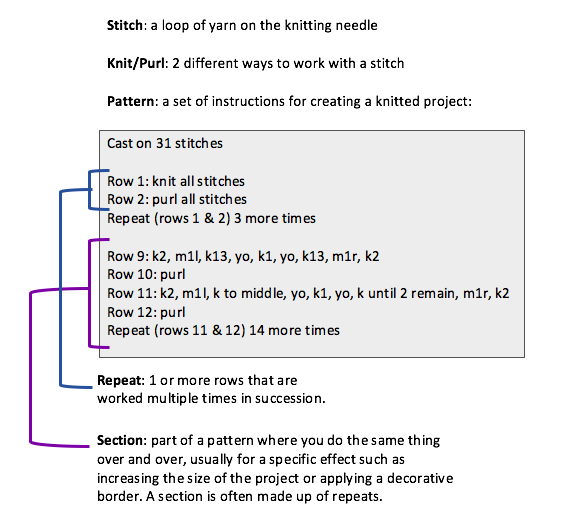 Stitch: a loop of yarn on the knitting needle
Knit/Purl: 2 different ways to work with a stitch
Pattern: a set of instructions for creating a knitted project:
Cast on 31 stitches
Row 1: knit all stitches
Row 2: purl all stitches
Repeat (rows 1 & 2) 3 more times
Row 9: k2, m1l, k13, yo, k1, yo, k13, m1r, k2
Row 10: purl
Row 11: k2, m1l, k to middle, yo, k1, yo, k until 2 remain, m1r, k2
Row 12: purl
Repeat (rows 11 & 12) 14 more times
Repeat: 1 or more rows that are
worked multiple times in succession.
Section: part of a pattern where you do the same thing
over and over, usually for a specific effect such as
increasing the size of the project or applying a decorative
border. A section is often made up of repeats.